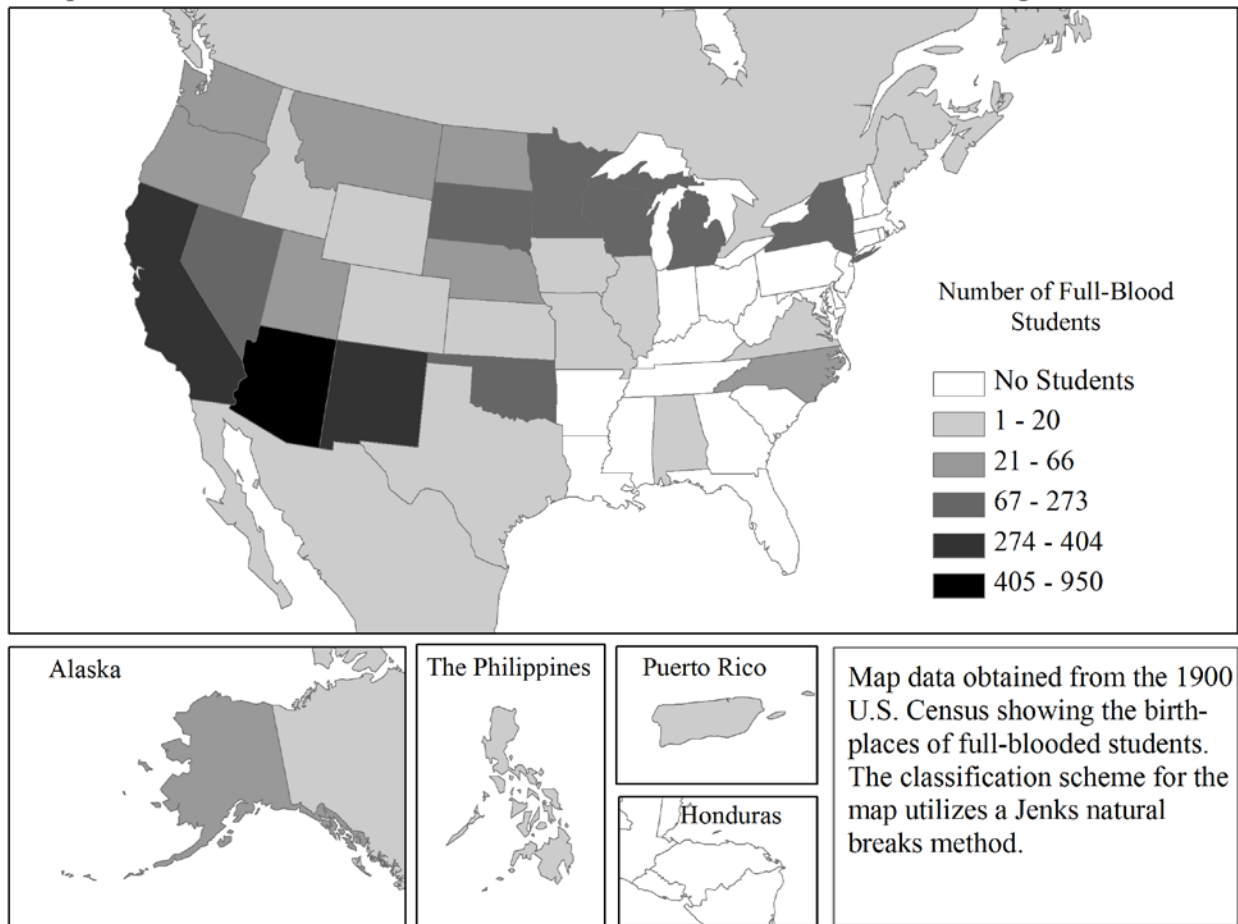 Number of Full-Blood
Students
No Students
1 - 20
21 - 66
67 - 273
274 - 404
405 - 950
Alaska
The Philippines
Puerto Rico
Honduras
Map data obtained from the 1900
U.S. Census showing the birth-
places of full-blooded students.
The classification scheme for the
map utilizes a Jenks natural
breaks method.